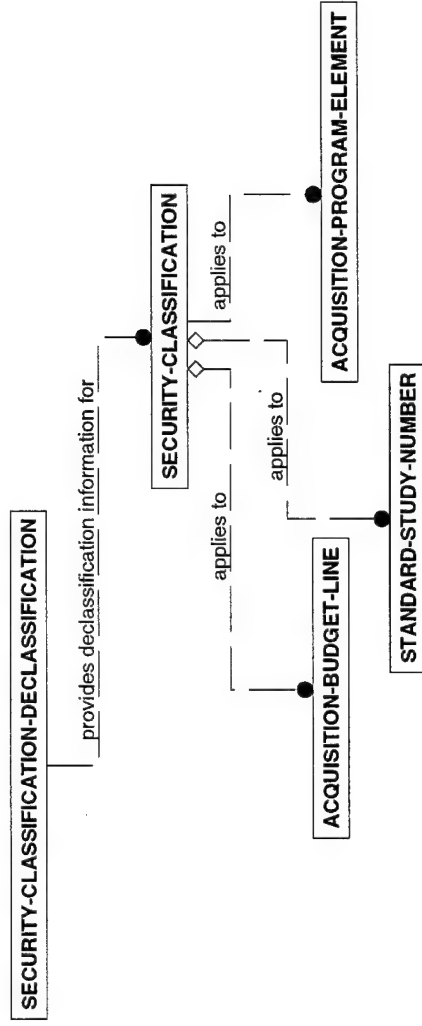 SECURITY-CLASSIFICATION-DECLASSIFICATION
provides declassification information for
SECURITY-CLASSIFICATION
applies to
applies to
applies to
ACQUISITION-BUDGET-LINE
STANDARD-STUDY-NUMBER
ACQUISITION-PROGRAM-ELEMENT